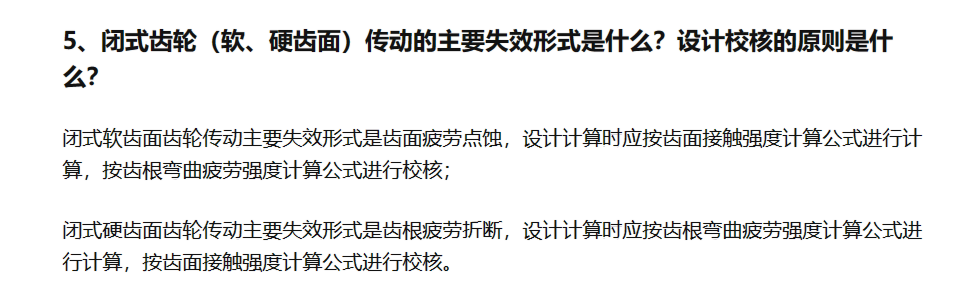 5、闭式齿轮（软、硬齿面）传动的主要失效形式是什么？设计校核的原则是什
么？
闭式软齿面齿轮传动主要失效形式是齿面疲劳点蚀，设计计算时应按齿面接触强度计算公式进行计
算，按齿根弯曲疲劳强度计算公式进行校核；
闭式硬齿面齿轮传动主要失效形式是齿根疲劳折断，设计计算时应按齿根弯曲疲劳强度计算公式进
行计算，按齿面接触强度计算公式进行校核。